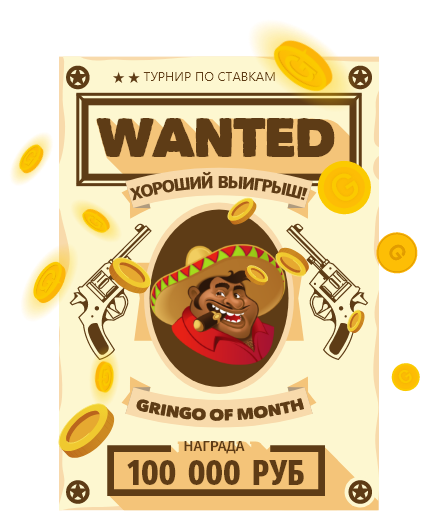 ТУРНИР ПО СТАВКАМ
WANTED
ХОРОШИЙ ВЫИГРЫШ!
GRINGO OF MONTH
НАГРАДА
100 000 РУБ